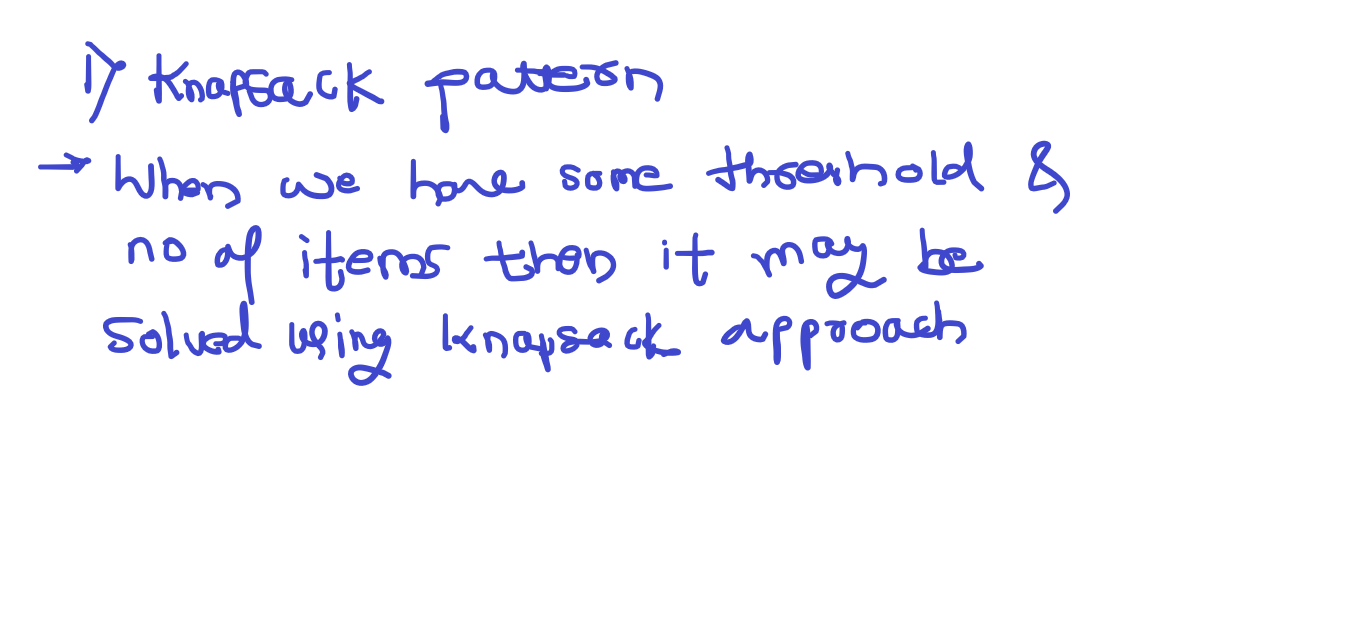 1) Knapsack pattern
→ When we have some threshold &
no of items then it may be
solved using knapsack approach